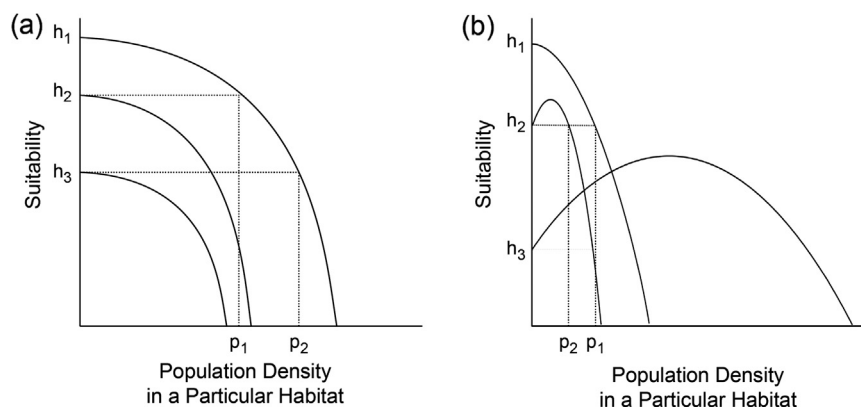 (a)
h1
h2
h3
Suitability
p1
p2
Population Density
in a Particular Habitat
(b)
h1
h2
h3
Suitability
p2
p1
Population Density
in a Particular Habitat